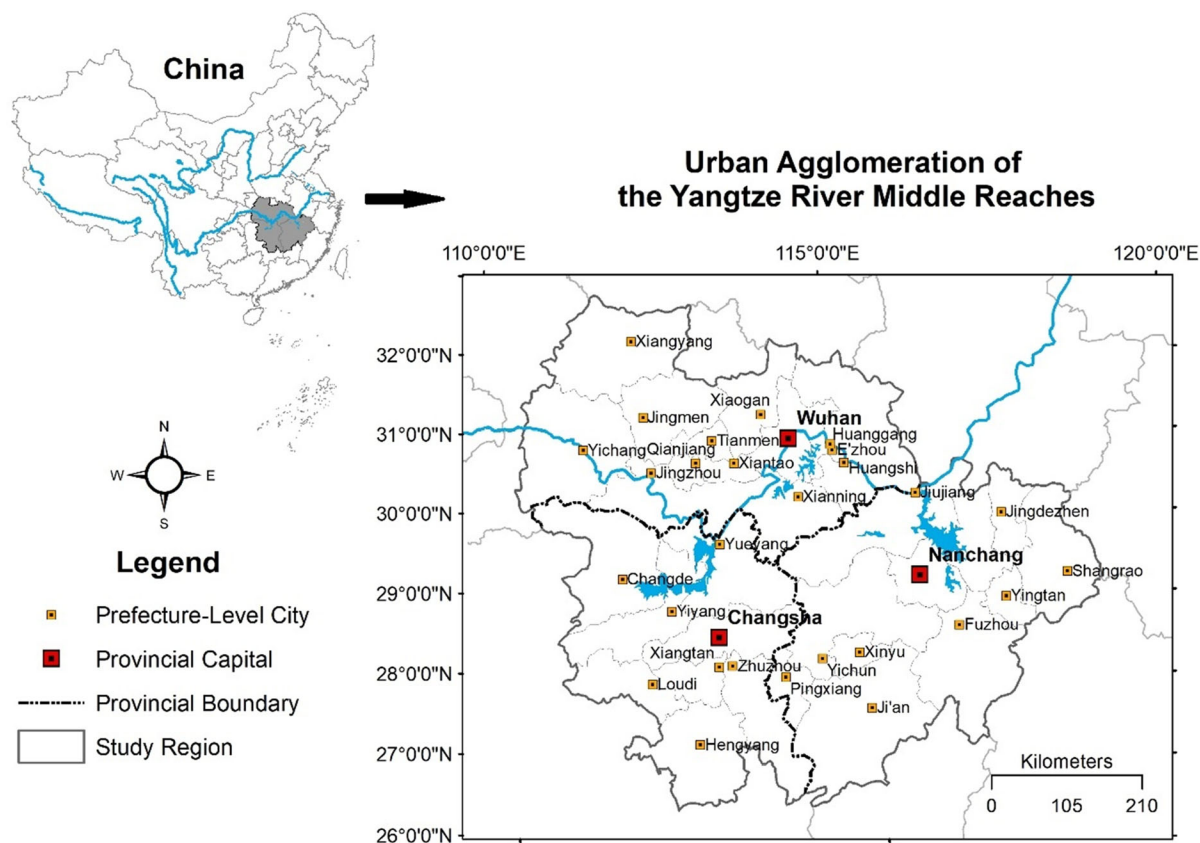 China
Urban Agglomeration of
the Yangtze River Middle Reaches
110°0'0"E
115°0'0"E
120°0'0"E
32°0'0"N
31°0'0"N
30°0'0"N
29°0'0"N
28°0'0"N
27°0'0"N
26°0'0"N
Xiangyang
Xiaogan
Jingmen
Wuhan
Huanggang
Yichang
Qianjiang
Tianmen
E'zhou
Jingzhou
Xiantao
Huangshi
Xianning
Jiujiang
Jingdezhen
Yueyang
Nanchang
Changde
Shangrao
Yiyang
Yingtan
Changsha
Fuzhou
Xiangtan
Zhuzhou
Xinyu
Yichun
Loudi
Pingxiang
Ji'an
Hengyang
Kilometers
0 105 210
N
W E
S
Legend
Prefecture-Level City
Provincial Capital
Provincial Boundary
Study Region